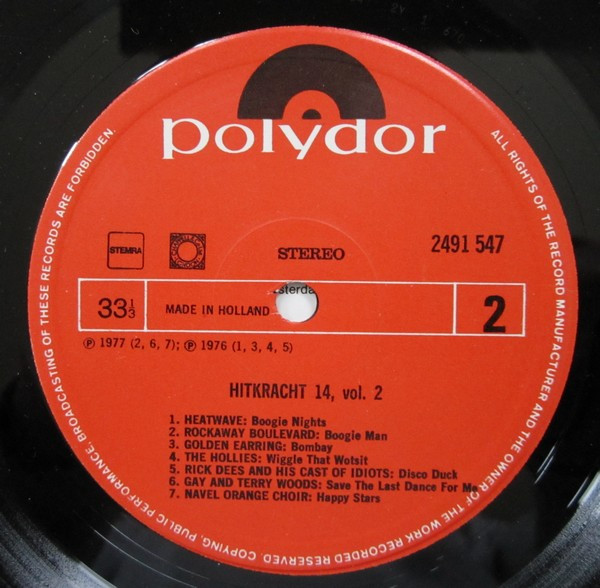 polydor
STEMRA
STEREO
2491 547
33⅓
MADE IN HOLLAND
2
℗ 1977 (2, 6, 7); ℗ 1976 (1, 3, 4, 5)
HITKRACHT 14, vol. 2
1. HEATWAVE: Boogie Nights
2. ROCKAWAY BOULEVARD: Boogie Man
3. GOLDEN EARRING: Bombay
4. THE HOLLIES: Wiggle That Wotsit
5. RICK DEES AND HIS CAST OF IDIOTS: Disco Duck
6. GAY AND TERRY WOODS: Save The Last Dance For Me
7. NAVEL ORANGE CHOIR: Happy Stars
ALL RIGHTS OF THE RECORD MANUFACTURER AND THE OWNER OF THE WORK RECORDED RESERVED. COPYING, PUBLIC PERFORMANCE, BROADCASTING OF THESE RECORDS ARE FORBIDDEN.